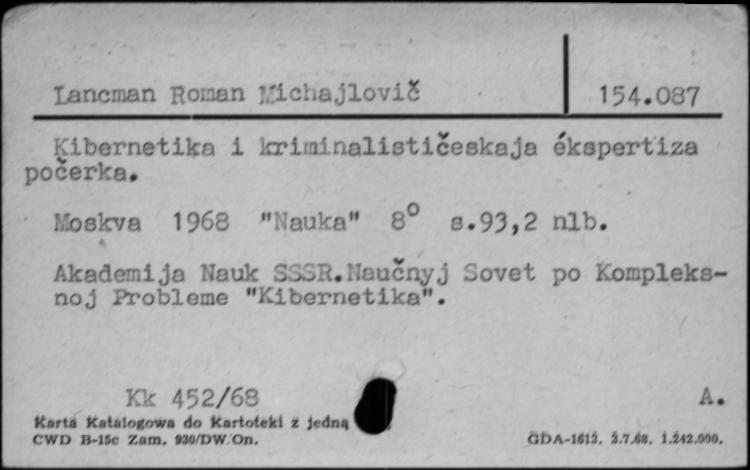 Lancman Roman Michajlovič 154.087
Kibernetika i kriminalističeskaja ékspertiza
počerka.
Moskva 1968 "Nauka" 8° s.93,2 nlb.
Akademija Nauk SSSR.Naučnyj Sovet po Kompleks-
noj Probleme "Kibernetika".
Kk 452/68 A.
Karta Katalogowa do Kartoteki z jedną
CWD B-15c Zam. 930/DW.On. GDA-1613. 3.7.68. 1.242.000.